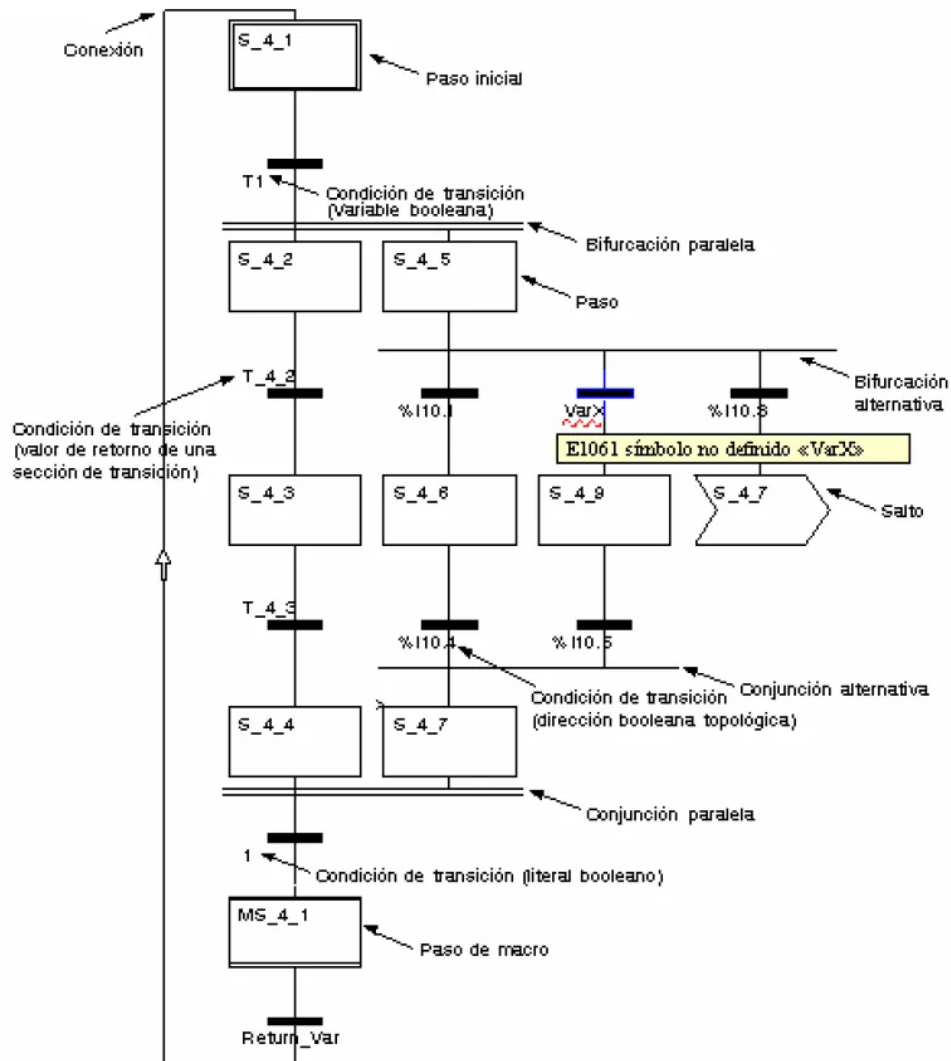 Conexión
S_4_1
Paso inicial
T1
Condición de transición
(Variable booleana)
Bifurcación paralela
S_4_2
S_4_5
Paso
T_4_2
Bifurcación
alternativa
%I10.1
VarX
%I10.3
Condición de transición
(valor de retorno de una
sección de transición)
E1061 símbolo no definido «VarX»
S_4_3
S_4_6
S_4_9
S_4_7
Salto
T_4_3
%I10.4
%I10.5
Condición de transición
(dirección booleana topológica)
Conjunción alternativa
S_4_4
S_4_7
Conjunción paralela
1
Condición de transición (literal booleano)
MS_4_1
Paso de macro
Return_Var